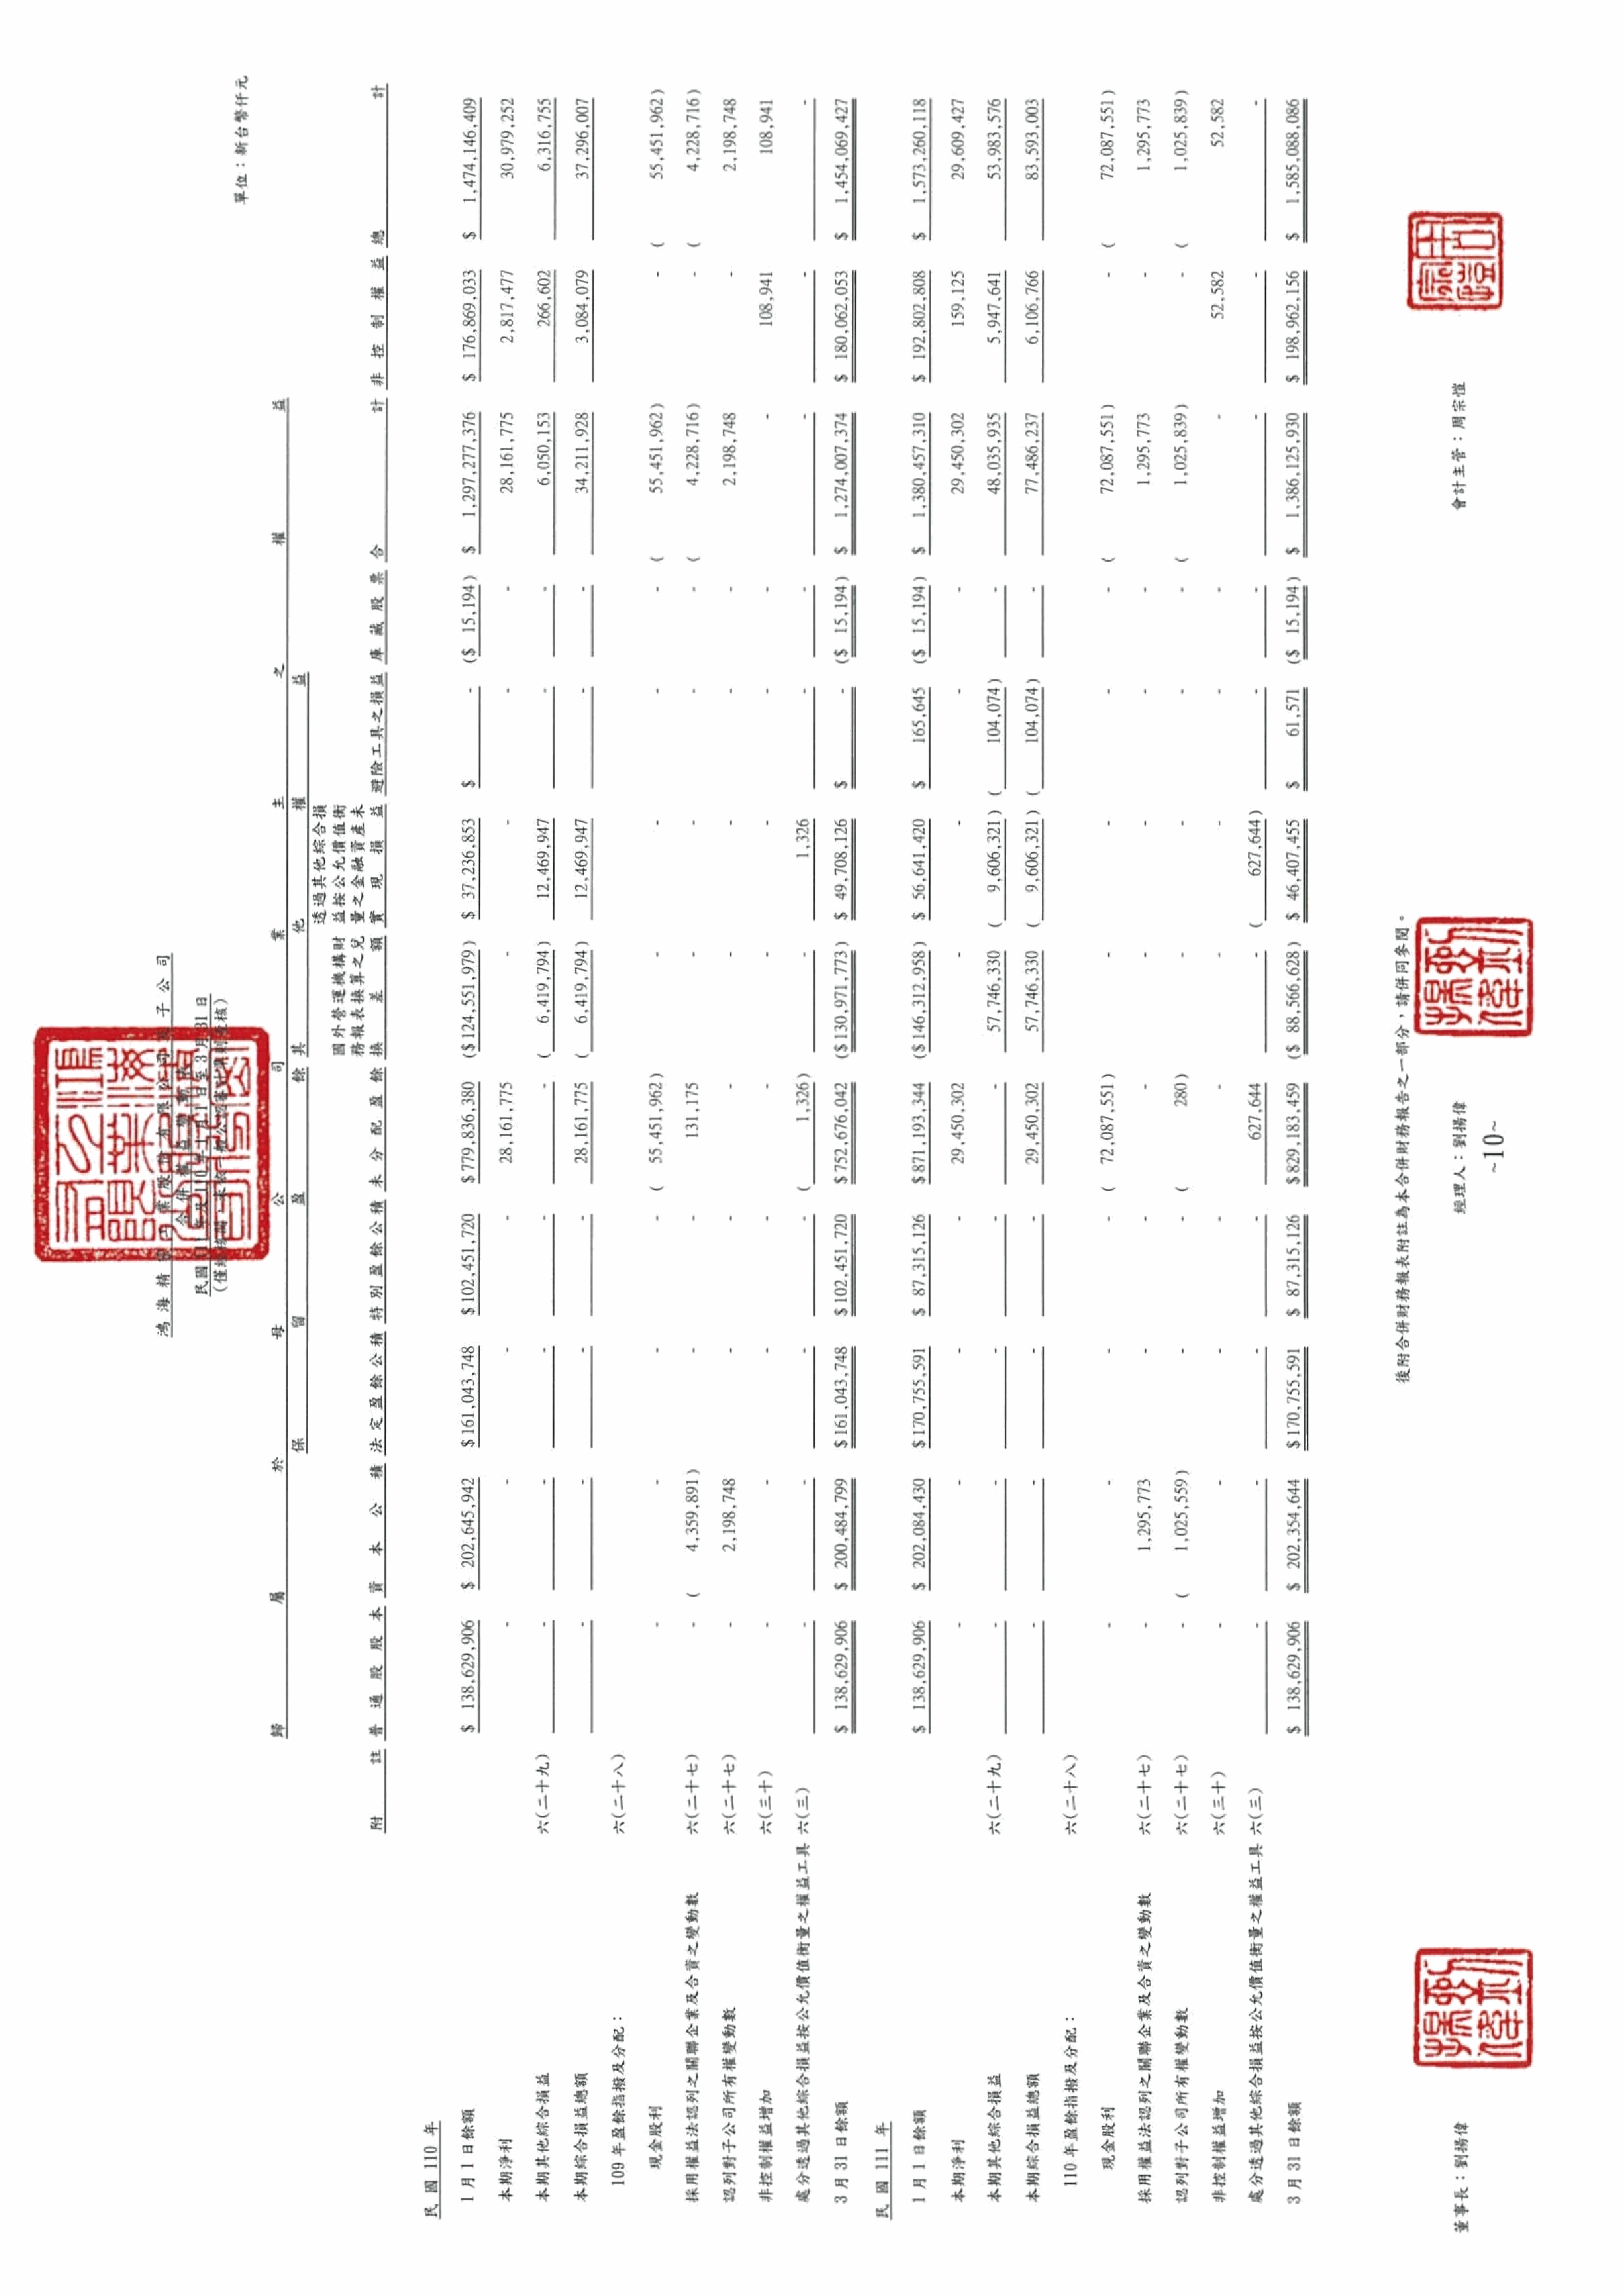 鴻海精密工業股份有限公司及子公司
合併權益變動表
民國111年及110年1月1日至3月31日
(僅經核閱,未依一般公認審計準則查核)
單位：新台幣仟元
歸屬於母公司業主之權益
保留盈餘 其他權益
附註 普通股股本 資本公積 法定盈餘公積 特別盈餘公積 未分配盈餘 國外營運機構財務報表換算之兌換差額 透過其他綜合損益按公允價值衡量之金融資產未實現損益 避險工具之損益 庫藏股票 合計 非控制權益 總計
民國110年
1月1日餘額 $ 138,629,906 $ 202,645,942 $ 161,043,748 $ 102,451,720 $ 779,836,380 ($ 124,551,979) $ 37,236,853 $ - ($ 15,194) $ 1,297,277,376 $ 176,869,033 $ 1,474,146,409
本期淨利 - - - - 28,161,775 - - - - 28,161,775 2,817,477 30,979,252
本期其他綜合損益 六(二十九) - - - - - ( 6,419,794) 12,469,947 - - 6,050,153 266,602 6,316,755
本期綜合損益總額 - - - - 28,161,775 ( 6,419,794) 12,469,947 - - 34,211,928 3,084,079 37,296,007
109年盈餘指撥及分配： 六(二十八)
現金股利 - - - - ( 55,451,962) - - - - ( 55,451,962) - ( 55,451,962)
採用權益法認列之關聯企業及合資之變動數 六(二十七) - ( 4,359,891) - - 131,175 - - - - ( 4,228,716) - ( 4,228,716)
認列對子公司所有權變動數 六(二十七) - 2,198,748 - - - - - - - 2,198,748 - 2,198,748
非控制權益增加 六(三十) - - - - - - - - - - 108,941 108,941
處分透過其他綜合損益按公允價值衡量之權益工具 六(三) - - - - ( 1,326) - 1,326 - - - - -
3月31日餘額 $ 138,629,906 $ 200,484,799 $ 161,043,748 $ 102,451,720 $ 752,676,042 ($ 130,971,773) $ 49,708,126 $ - ($ 15,194) $ 1,274,007,374 $ 180,062,053 $ 1,454,069,427
民國111年
1月1日餘額 $ 138,629,906 $ 202,084,430 $ 170,755,591 $ 87,315,126 $ 871,193,344 ($ 146,312,958) $ 56,641,420 $ 165,645 ($ 15,194) $ 1,380,457,310 $ 192,802,808 $ 1,573,260,118
本期淨利 - - - - 29,450,302 - - - - 29,450,302 159,125 29,609,427
本期其他綜合損益 六(二十九) - - - - - 57,746,330 ( 9,606,321) ( 104,074) - 48,035,935 5,947,641 53,983,576
本期綜合損益總額 - - - - 29,450,302 57,746,330 ( 9,606,321) ( 104,074) - 77,486,237 6,106,766 83,593,003
110年盈餘指撥及分配： 六(二十八)
現金股利 - - - - ( 72,087,551) - - - - ( 72,087,551) - ( 72,087,551)
採用權益法認列之關聯企業及合資之變動數 六(二十七) - 1,295,773 - - - - - - - 1,295,773 - 1,295,773
認列對子公司所有權變動數 六(二十七) - ( 1,025,559) - - ( 280) - - - - ( 1,025,839) - ( 1,025,839)
非控制權益增加 六(三十) - - - - - - - - - - 52,582 52,582
處分透過其他綜合損益按公允價值衡量之權益工具 六(三) - - - - 627,644 - ( 627,644) - - - - -
3月31日餘額 $ 138,629,906 $ 202,354,644 $ 170,755,591 $ 87,315,126 $ 829,183,459 ($ 88,566,628) $ 46,407,455 $ 61,571 ($ 15,194) $ 1,386,125,930 $ 198,962,156 $ 1,585,088,086
後附合併財務報表附註為本合併財務報告之一部分，請併同參閱。
董事長：劉揚偉 經理人：劉揚偉 會計主管：周宗愷
~10~